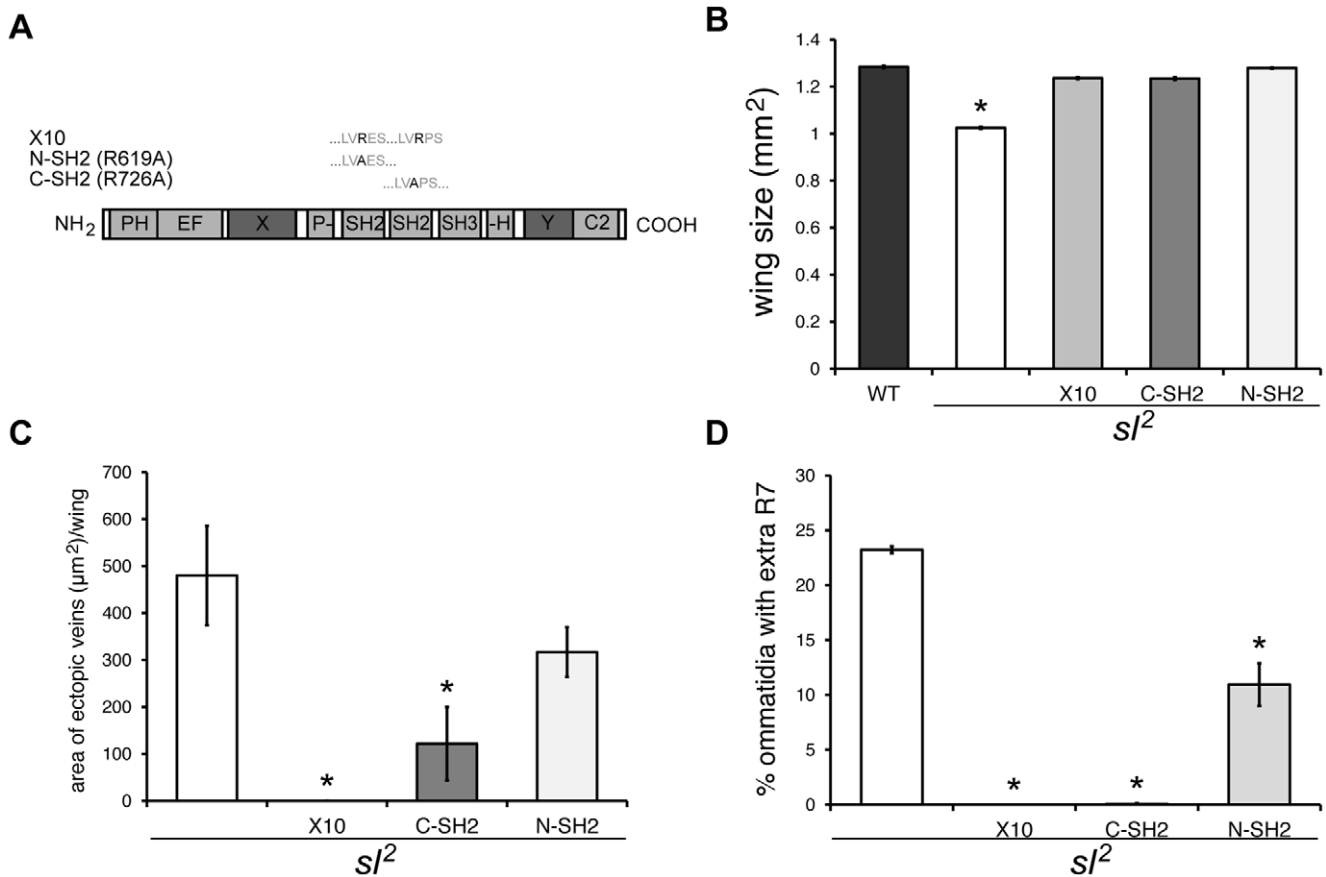 A
X10 ...LVRES...LVRPS
N-SH2 (R619A) ...LVAES...
C-SH2 (R726A) ...LVAPS...
NH2 PH EF X P- SH2 SH2 SH3 -H Y C2 COOH
B
wing size (mm2)
1.4
1.2
1
0.8
0.6
0.4
0.2
0
*
WT X10 C-SH2 N-SH2
sl2
C
area of ectopic veins (µm2)/wing
700
600
500
400
300
200
100
0
* *
X10 C-SH2 N-SH2
sl2
D
% ommatidia with extra R7
30
25
20
15
10
5
0
* * *
X10 C-SH2 N-SH2
sl2